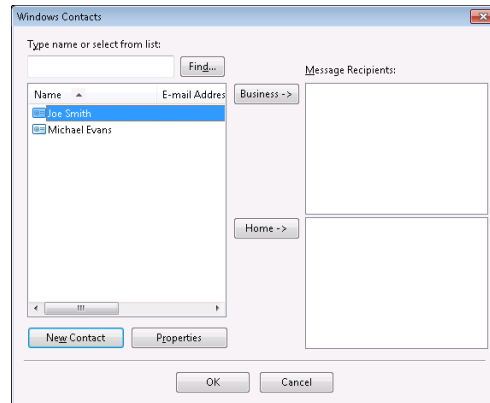 Windows Contacts
Type name or select from list:
Find...
Message Recipients:
Name E-mail Addres
Business ->
Joe Smith
Michael Evans
Home ->
New Contact Properties
OK Cancel